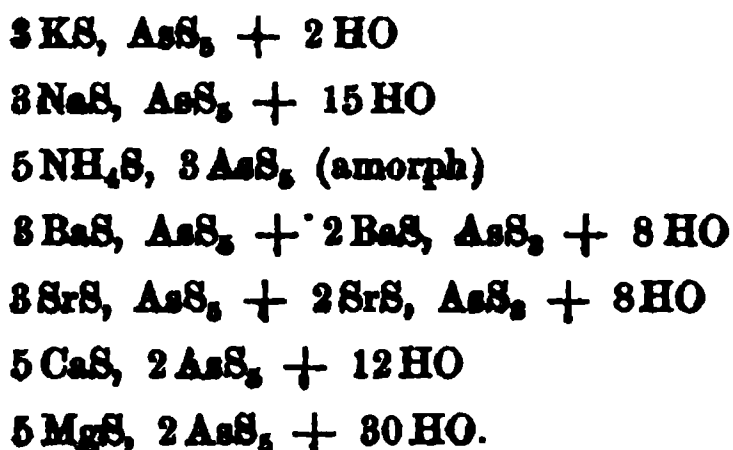 3 KS, AsS₅ + 2 HO
3 NaS, AsS₅ + 15 HO
5 NH₄S, 3 AsS₅ (amorph)
3 BaS, AsS₅ + 2 BaS, AsS₃ + 8 HO
3 SrS, AsS₅ + 2 SrS, AsS₃ + 8 HO
5 CaS, 2 AsS₅ + 12 HO
5 MgS, 2 AsS₅ + 30 HO.